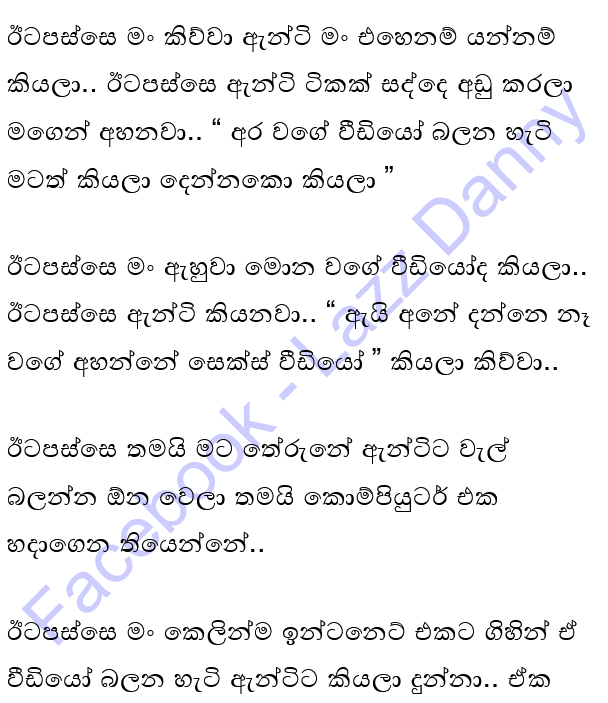 ඊටපස්සෙ මං කිව්වා ඇන්ටි මං එහෙනම් යන්නම්
කියලා.. ඊටපස්සෙ ඇන්ටි ටිකක් සද්දෙ අඩු කරලා
මගෙන් අහනවා.. “ අර වගේ වීඩියෝ බලන හැටි
මටත් කියලා දෙන්නකො කියලා ”
ඊටපස්සෙ මං ඇහුවා මොන වගේ වීඩියෝද කියලා..
ඊටපස්සෙ ඇන්ටි කියනවා.. “ ඇයි අනේ දන්නෙ නෑ
වගේ අහන්නේ සෙක්ස් වීඩියෝ ” කියලා කිව්වා..
ඊටපස්සෙ තමයි මට තේරුනේ ඇන්ටිට වැල්
බලන්න ඕන වෙලා තමයි කොම්පියුටර් එක
හදාගෙන තියෙන්නේ..
ඊටපස්සෙ මං කෙලින්ම ඉන්ටනෙට් එකට ගිහින් ඒ
වීඩියෝ බලන හැටි ඇන්ටිට කියලා දුන්නා.. ඒක
Facebook - Lazz Danny